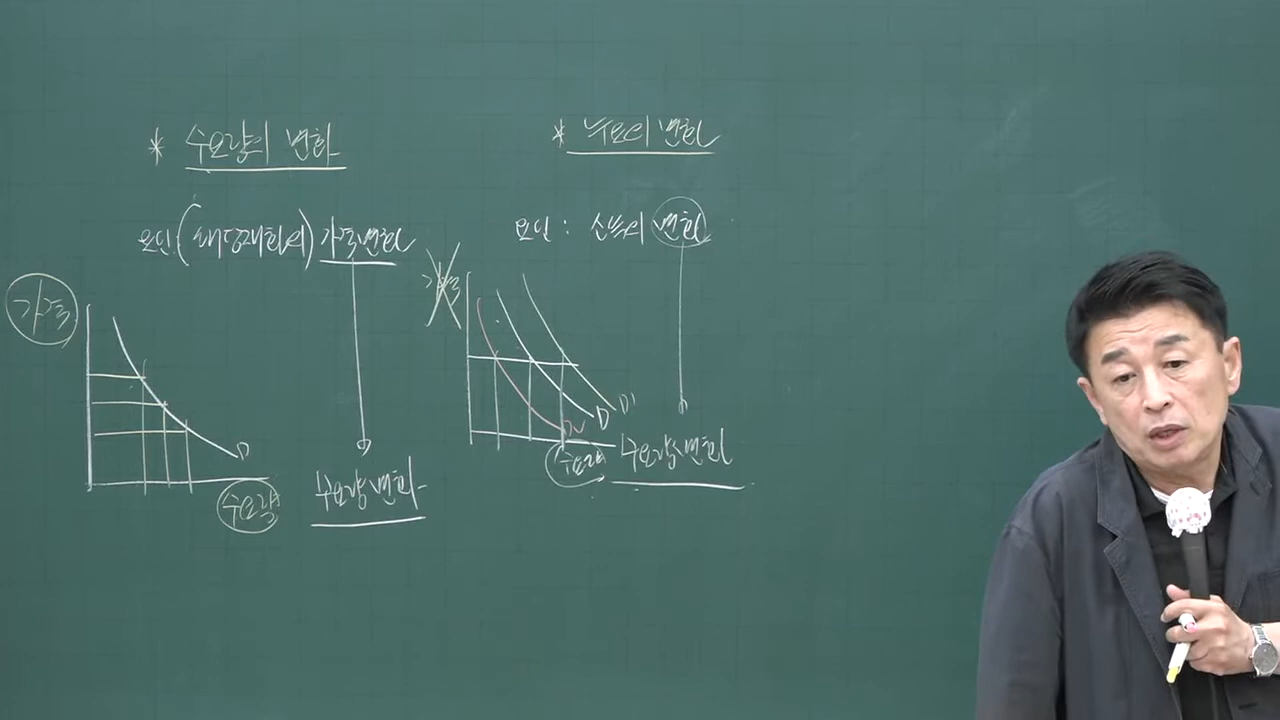 * 수요량의 변화
요인:(해당재화의) 가격변화
가격
D
수요량
수요량 변화
* 수요의 변화
요인 : 소득의 변화
가격
D'
D
D"
수요량
수요량변화